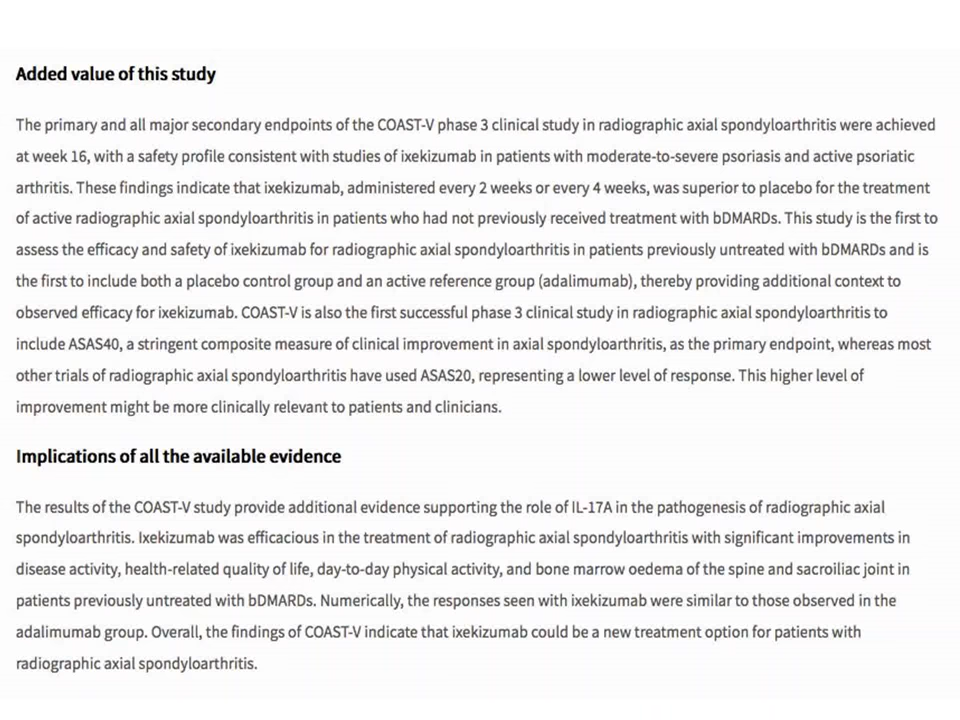 Added value of this study
The primary and all major secondary endpoints of the COAST-V phase 3 clinical study in radiographic axial spondyloarthritis were achieved
at week 16, with a safety profile consistent with studies of ixekizumab in patients with moderate-to-severe psoriasis and active psoriatic
arthritis. These findings indicate that ixekizumab, administered every 2 weeks or every 4 weeks, was superior to placebo for the treatment
of active radiographic axial spondyloarthritis in patients who had not previously received treatment with bDMARDs. This study is the first to
assess the efficacy and safety of ixekizumab for radiographic axial spondyloarthritis in patients previously untreated with bDMARDs and is
the first to include both a placebo control group and an active reference group (adalimumab), thereby providing additional context to
observed efficacy for ixekizumab. COAST-V is also the first successful phase 3 clinical study in radiographic axial spondyloarthritis to
include ASAS40, a stringent composite measure of clinical improvement in axial spondyloarthritis, as the primary endpoint, whereas most
other trials of radiographic axial spondyloarthritis have used ASAS20, representing a lower level of response. This higher level of
improvement might be more clinically relevant to patients and clinicians.
Implications of all the available evidence
The results of the COAST-V study provide additional evidence supporting the role of IL-17A in the pathogenesis of radiographic axial
spondyloarthritis. Ixekizumab was efficacious in the treatment of radiographic axial spondyloarthritis with significant improvements in
disease activity, health-related quality of life, day-to-day physical activity, and bone marrow oedema of the spine and sacroiliac joint in
patients previously untreated with bDMARDs. Numerically, the responses seen with ixekizumab were similar to those observed in the
adalimumab group. Overall, the findings of COAST-V indicate that ixekizumab could be a new treatment option for patients with
radiographic axial spondyloarthritis.